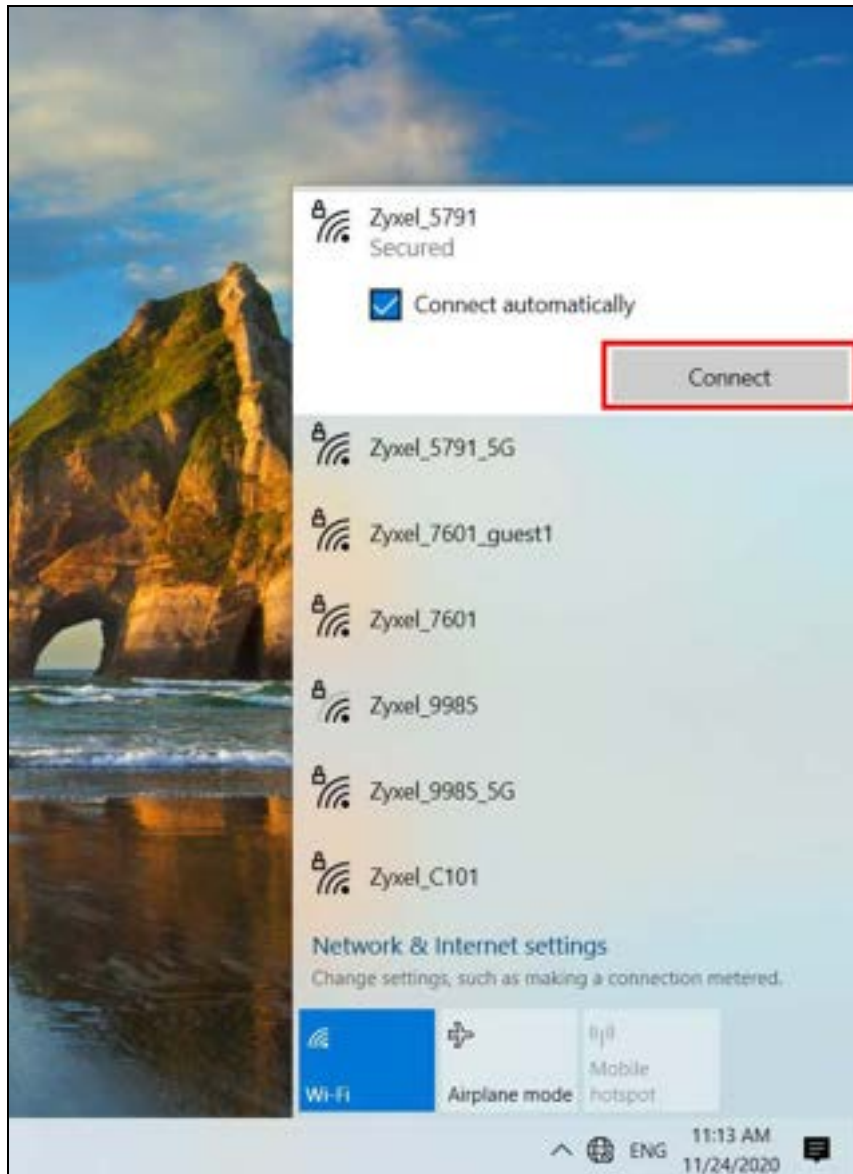 Zyxel_5791
Secured
Connect automatically
Connect
Zyxel_5791_5G
Zyxel_7601_guest1
Zyxel_7601
Zyxel_9985
Zyxel_9985_5G
Zyxel_C101
Network & Internet settings
Change settings, such as making a connection metered.
Wi-Fi
Airplane mode
Mobile
hotspot
ENG
11:13 AM
11/24/2020